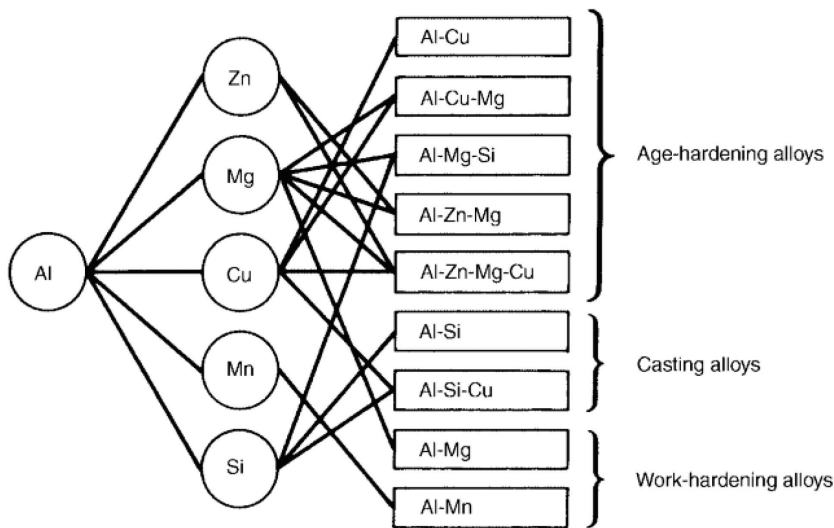 Al
Zn
Mg
Cu
Mn
Si
Al-Cu
Al-Cu-Mg
Al-Mg-Si
Al-Zn-Mg
Al-Zn-Mg-Cu
Al-Si
Al-Si-Cu
Al-Mg
Al-Mn
Age-hardening alloys
Casting alloys
Work-hardening alloys